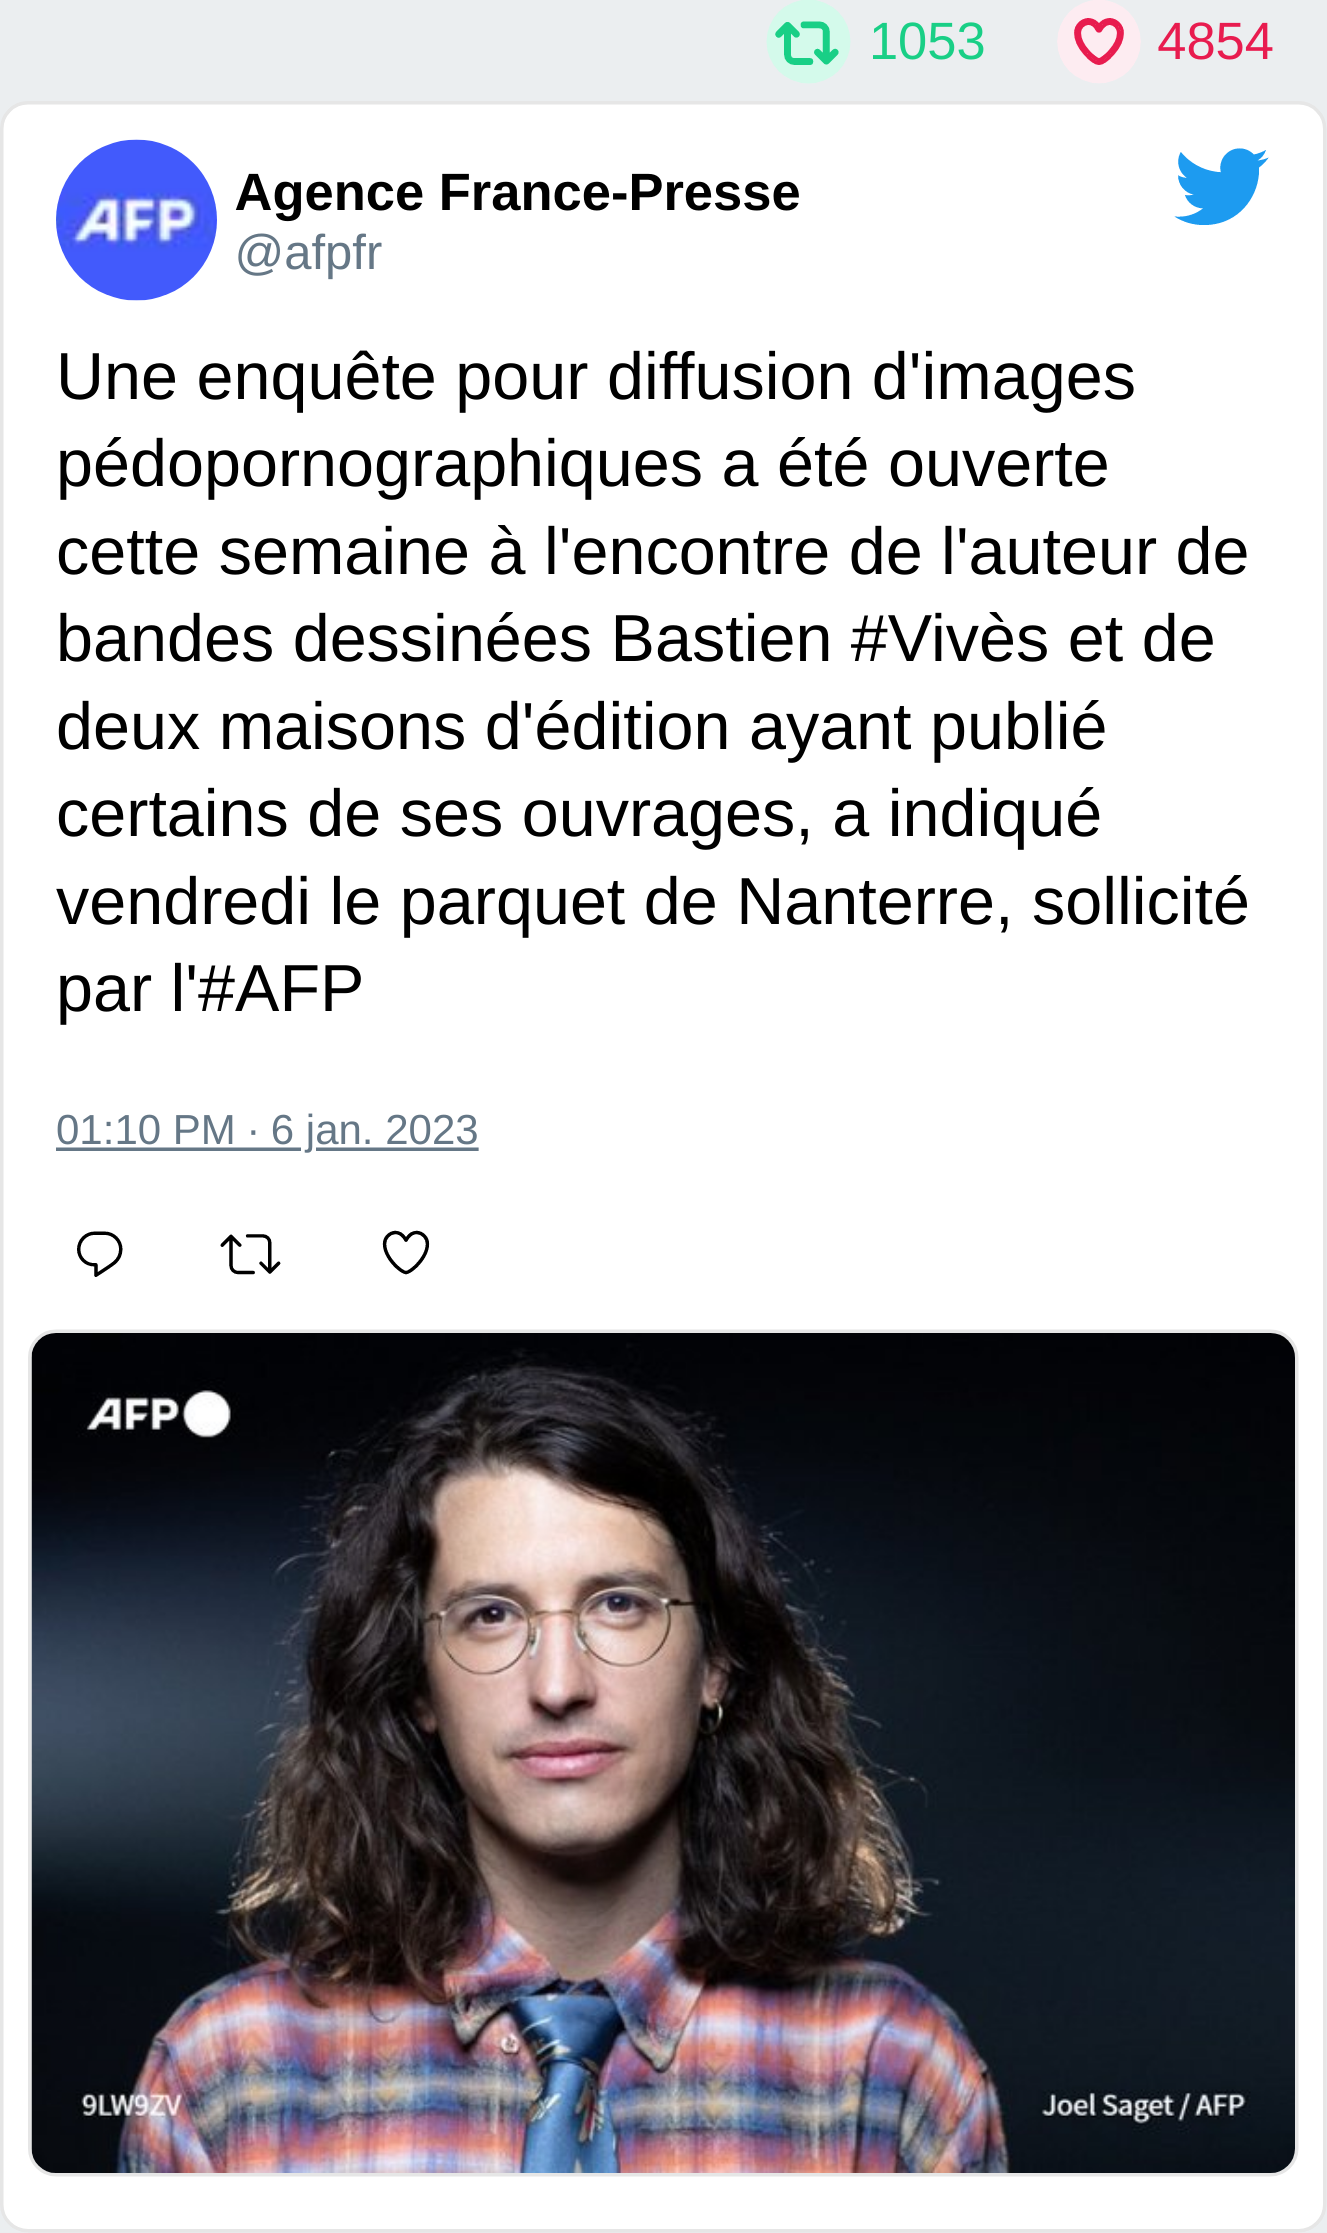 1053 4854
AFP
Agence France-Presse
@afpfr
Une enquête pour diffusion d'images
pédopornographiques a été ouverte
cette semaine à l'encontre de l'auteur de
bandes dessinées Bastien #Vivès et de
deux maisons d'édition ayant publié
certains de ses ouvrages, a indiqué
vendredi le parquet de Nanterre, sollicité
par l'#AFP
01:10 PM · 6 jan. 2023
AFP
9LW9ZV
Joel Saget / AFP